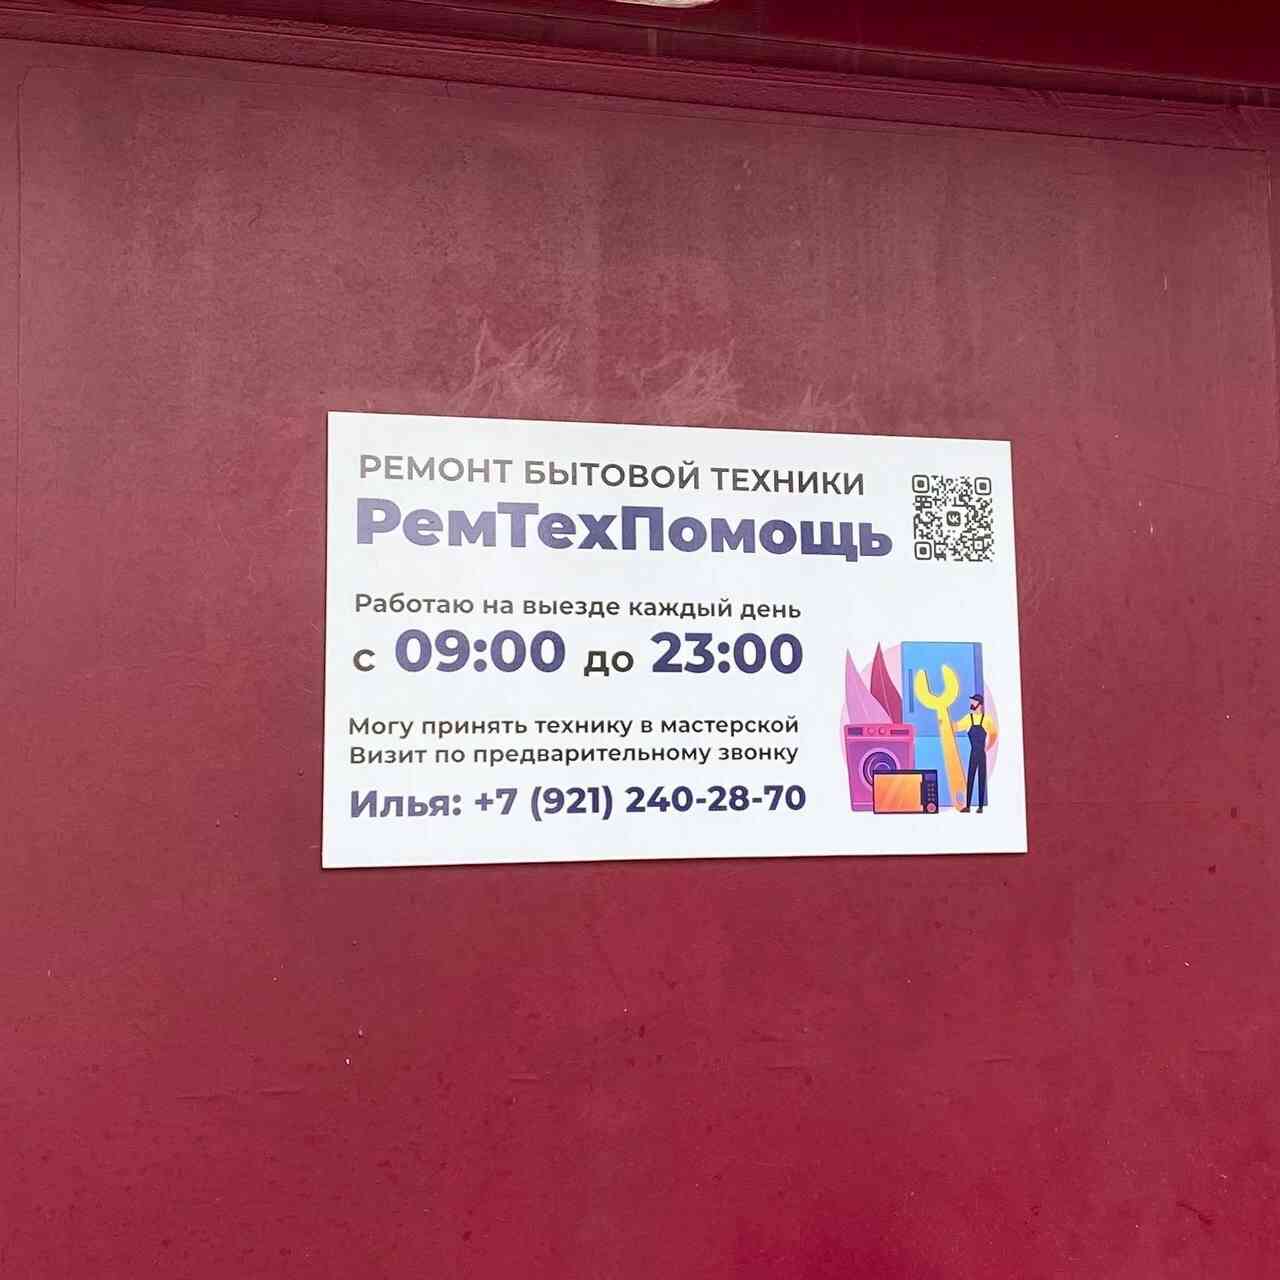 РЕМОНТ БЫТОВОЙ ТЕХНИКИ
РемТехПомощь
Работаю на выезде каждый день
с 09:00 до 23:00
Могу принять технику в мастерской
Визит по предварительному звонку
Илья: +7 (921) 240-28-70